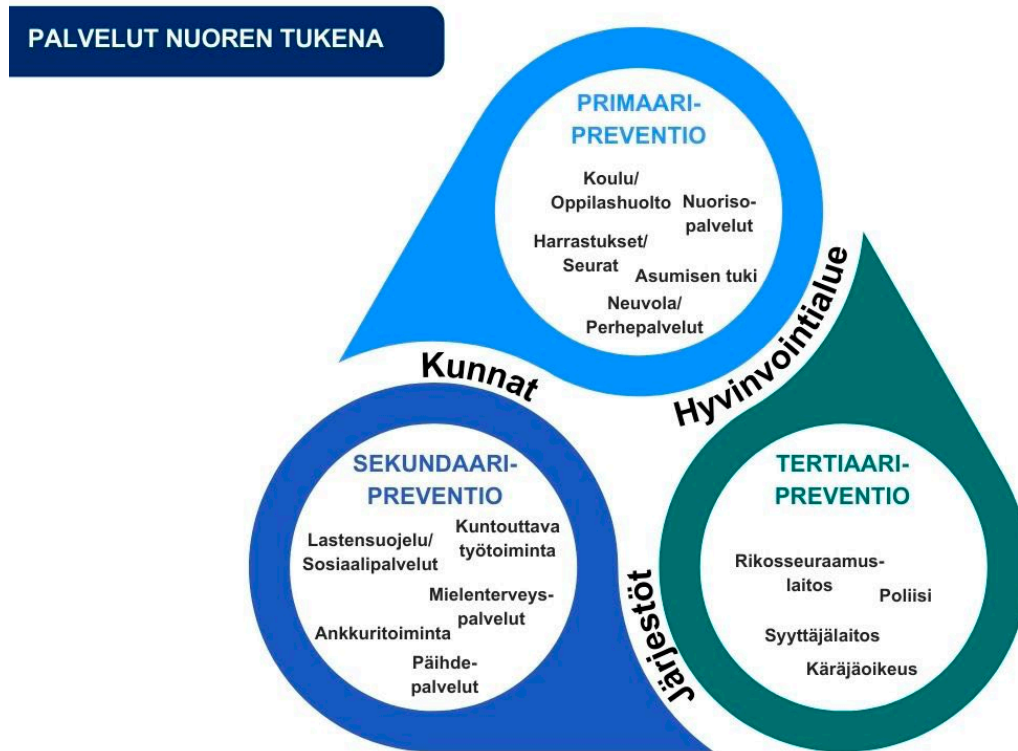 PALVELUT NUOREN TUKENA
PRIMAARI-
PREVENTIO
Koulu/
Oppilashuolto
Nuoriso-
palvelut
Harrastukset/
Seurat
Asumisen tuki
Neuvola/
Perhepalvelut
Kunnat
Hyvinvointialue
Järjestöt
SEKUNDAARI-
PREVENTIO
Lastensuojelu/
Sosiaalipalvelut
Kuntouttava
työtoiminta
Mielenterveys-
palvelut
Ankkuritoiminta
Päihde-
palvelut
TERTIAARI-
PREVENTIO
Rikosseuraamus-
laitos
Poliisi
Syyttäjälaitos
Käräjäoikeus